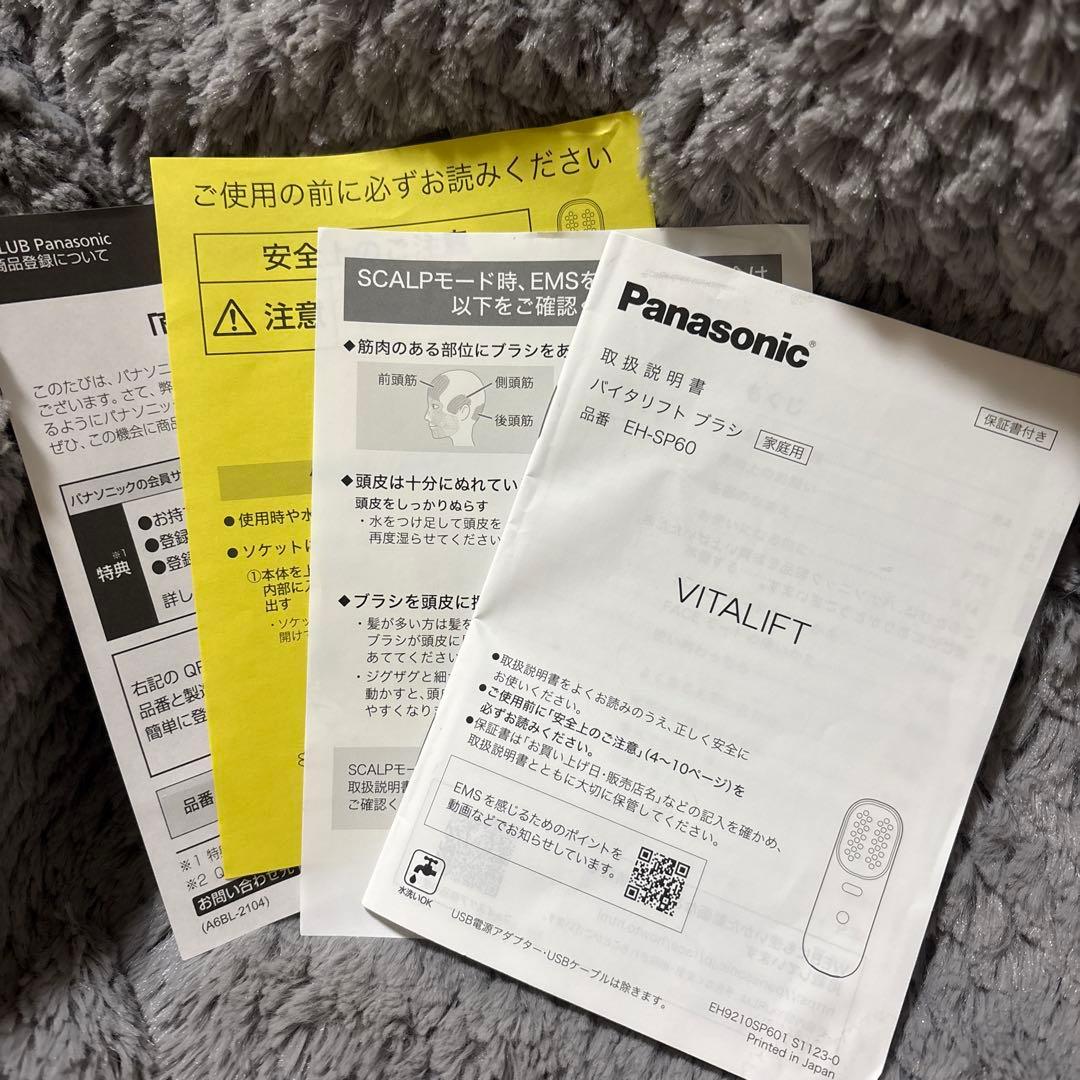 CLUB Panasonic
商品登録について
このたびは、パナソニ
ございます。さて、弊
るようにパナソニッ
ぜひ、この機会に商品
パナソニックの会員サ
※1
特典
●お持
●登録
●登録
詳し
右記の QR
品番と製造
簡単に登
品番
※1 特
※2 Q
お問い合わせ先
(A6BL-2104)
ご使用の前に必ずお読みください
安全
注意
●使用時や水
●ソケットに
①本体を上
内部に入
出す
・ソケッ
開けて
SCALPモード時、EMSを
以下をご確認く
◆筋肉のある部位にブラシをあ
前頭筋
側頭筋
後頭筋
◆頭皮は十分にぬれてい
頭皮をしっかりぬらす
・水をつけ足して頭皮を
再度湿らせてください
◆ブラシを頭皮に押
・髪が多い方は髪を
ブラシが頭皮に
あててください
・ジグザグと細
動かすと、頭皮
やすくなりま
SCALPモー
取扱説明書
ご確認く
Panasonic®
取扱説明書
バイタリフト ブラシ 家庭用
品番 EH-SP60
保証書付き
VITALIFT
●取扱説明書をよくお読みのうえ、正しく安全に
お使いください。
●ご使用前に「安全上のご注意」(4～10ページ)を
必ずお読みください。
●保証書は「お買い上げ日・販売店名」などの記入を確かめ、
取扱説明書とともに大切に保管してください。
EMSを感じるためのポイントを
動画などでお知らせしています。
水洗いOK
USB電源アダプター・USBケーブルは除きます。
EH9210SP601 S1123-0
Printed in Japan